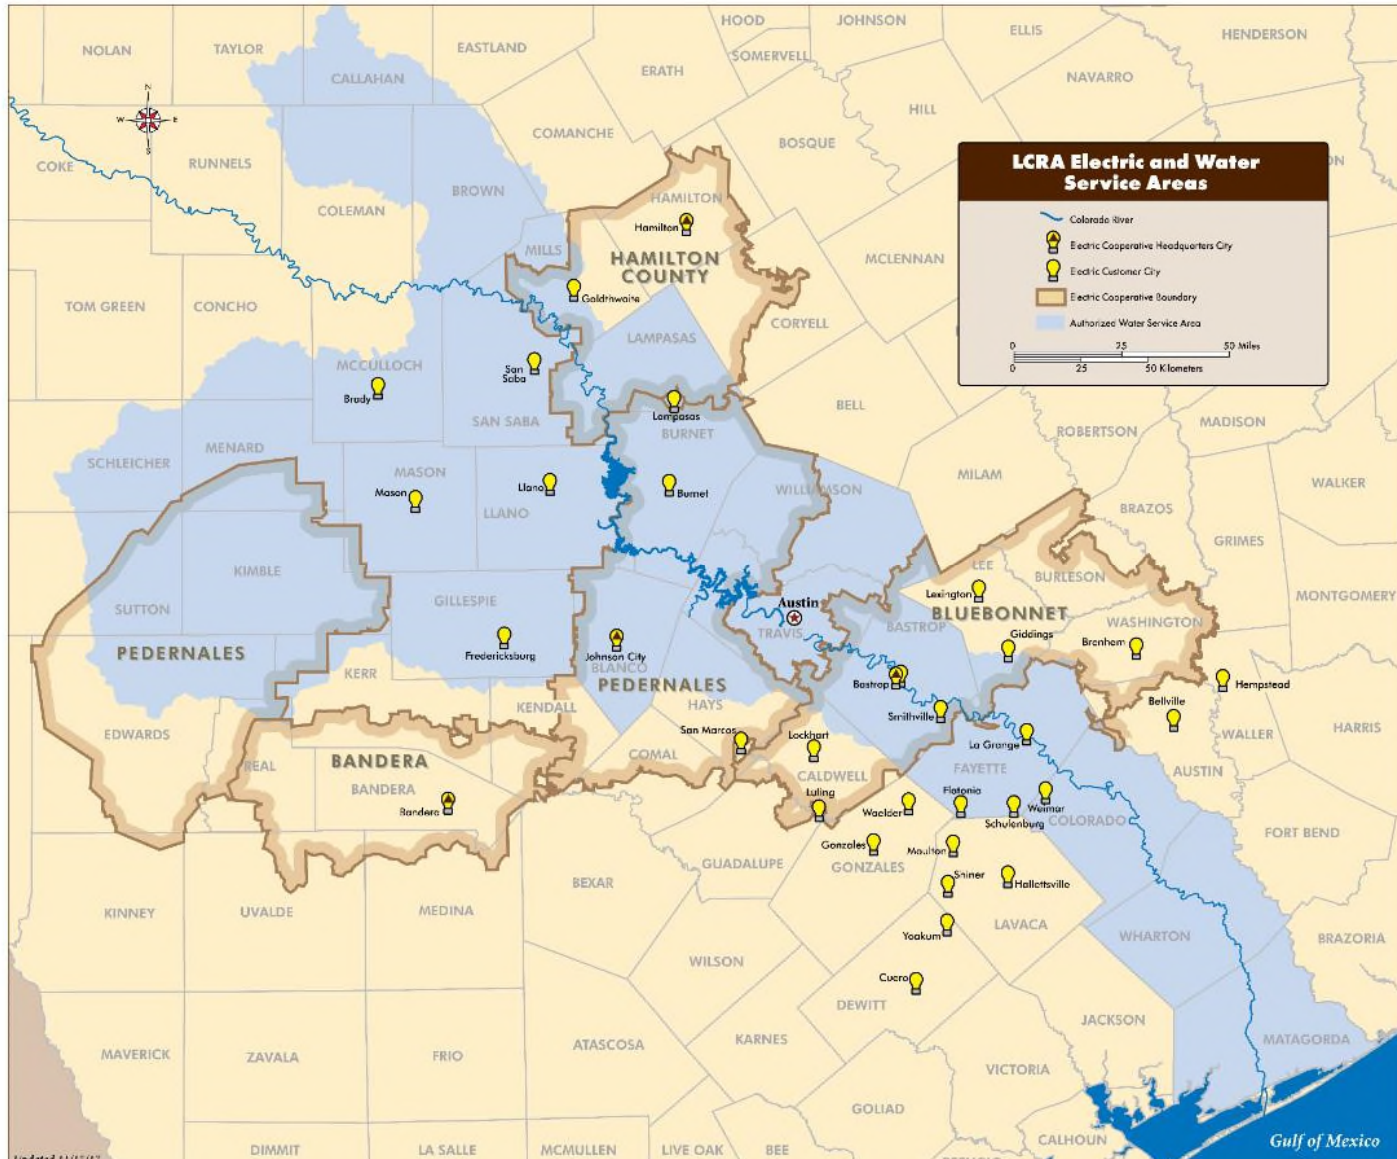 HOOD
JOHNSON
ELLIS
HENDERSON
NOLAN
TAYLOR
EASTLAND
SOMERVELL
ERATH
NAVARRO
CALLAHAN
HILL
N
W
E
S
COMANCHE
BOSQUE
COKE
RUNNELS
BROWN
COLEMAN
HAMILTON
Hamilton
HAMILTON
COUNTY
MILLS
MCLENNAN
Goldthwaite
TOM GREEN
CONCHO
CORYELL
LAMPASAS
LCRA Electric and Water
Service Areas
Colorado River
Electric Cooperative Headquarters City
Electric Customer City
Electric Cooperative Boundary
Authorized Water Service Area
0 25 50 Miles
0 25 50 Kilometers
MCCULLOCH
San
Saba
Brady
BELL
Lampasas
SAN SABA
BURNET
MADISON
ROBERTSON
SCHLEICHER
MENARD
MASON
MILAM
WALKER
Mason
Llano
LLANO
Burnet
WILLIAMSON
BRAZOS
GRIMES
KIMBLE
LEE
BURLESON
SUTTON
GILLESPIE
Lexington
BLUEBONNET
MONTGOMERY
Austin
TRAVIS
BASTROP
WASHINGTON
Giddings
Brenham
PEDERNALES
Fredericksburg
Johnson City
BLANCO
PEDERNALES
KERR
Bastrop
Hempstead
KENDALL
HAYS
Smithville
Bellville
EDWARDS
San Marcos
Lockhart
La Grange
WALLER
HARRIS
REAL
BANDERA
BANDERA
COMAL
CALDWELL
FAYETTE
AUSTIN
Bandera
Luling
Waelder
Flatonia
Weimar
Schulenburg
COLORADO
FORT BEND
Gonzales
Moulton
GUADALUPE
GONZALES
BEXAR
Shiner
Hallettsville
KINNEY
UVALDE
MEDINA
LAVACA
Yoakum
WHARTON
BRAZORIA
WILSON
Cuero
DEWITT
JACKSON
MAVERICK
ZAVALA
FRIO
ATASCOSA
KARNES
MATAGORDA
VICTORIA
GOLIAD
DIMMIT
LA SALLE
MCMULLEN
LIVE OAK
BEE
CALHOUN
Gulf of Mexico